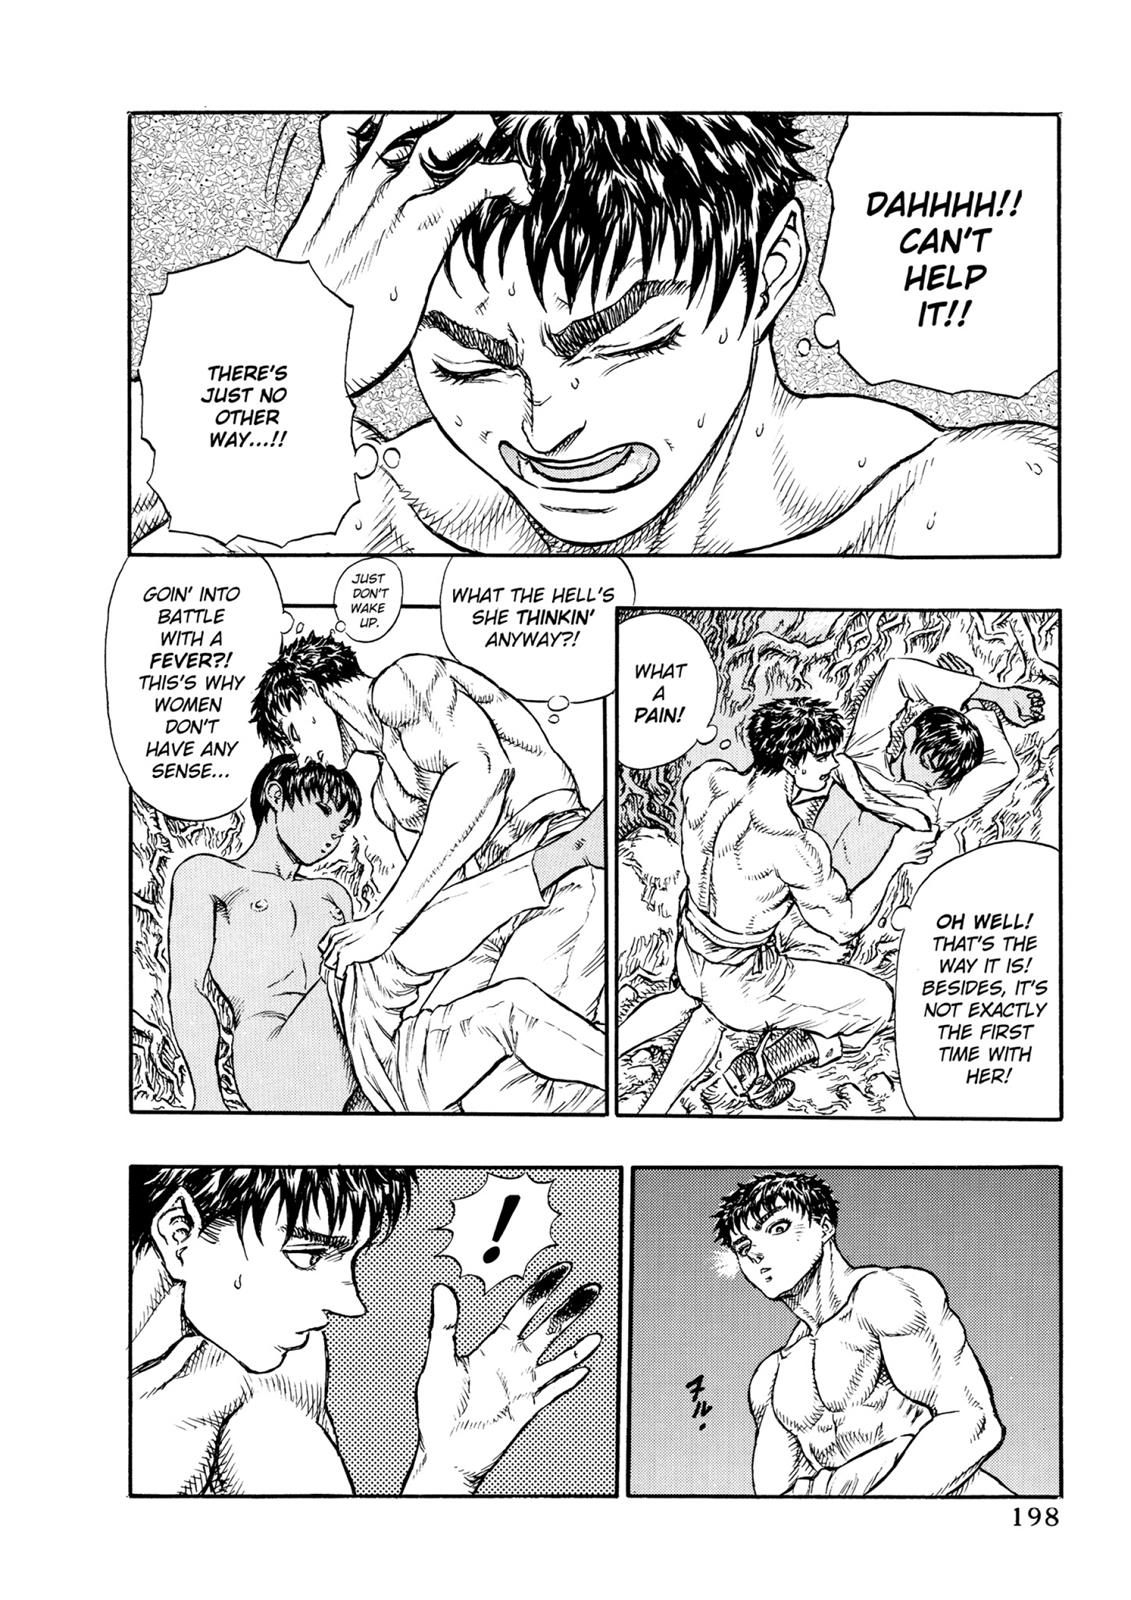 DAHHHH!!
CAN'T
HELP
IT!!
THERE'S
JUST NO
OTHER
WAY...!!
WHAT
A
PAIN!
OH WELL!
THAT'S THE
WAY IT IS!
BESIDES, IT'S
NOT EXACTLY
THE FIRST
TIME WITH
HER!
WHAT THE HELL'S
SHE THINKIN'
ANYWAY?!
JUST
DON'T
WAKE
UP.
GOIN' INTO
BATTLE
WITH A
FEVER?!
THIS'S WHY
WOMEN
DON'T
HAVE ANY
SENSE...
ヌル・
!
198